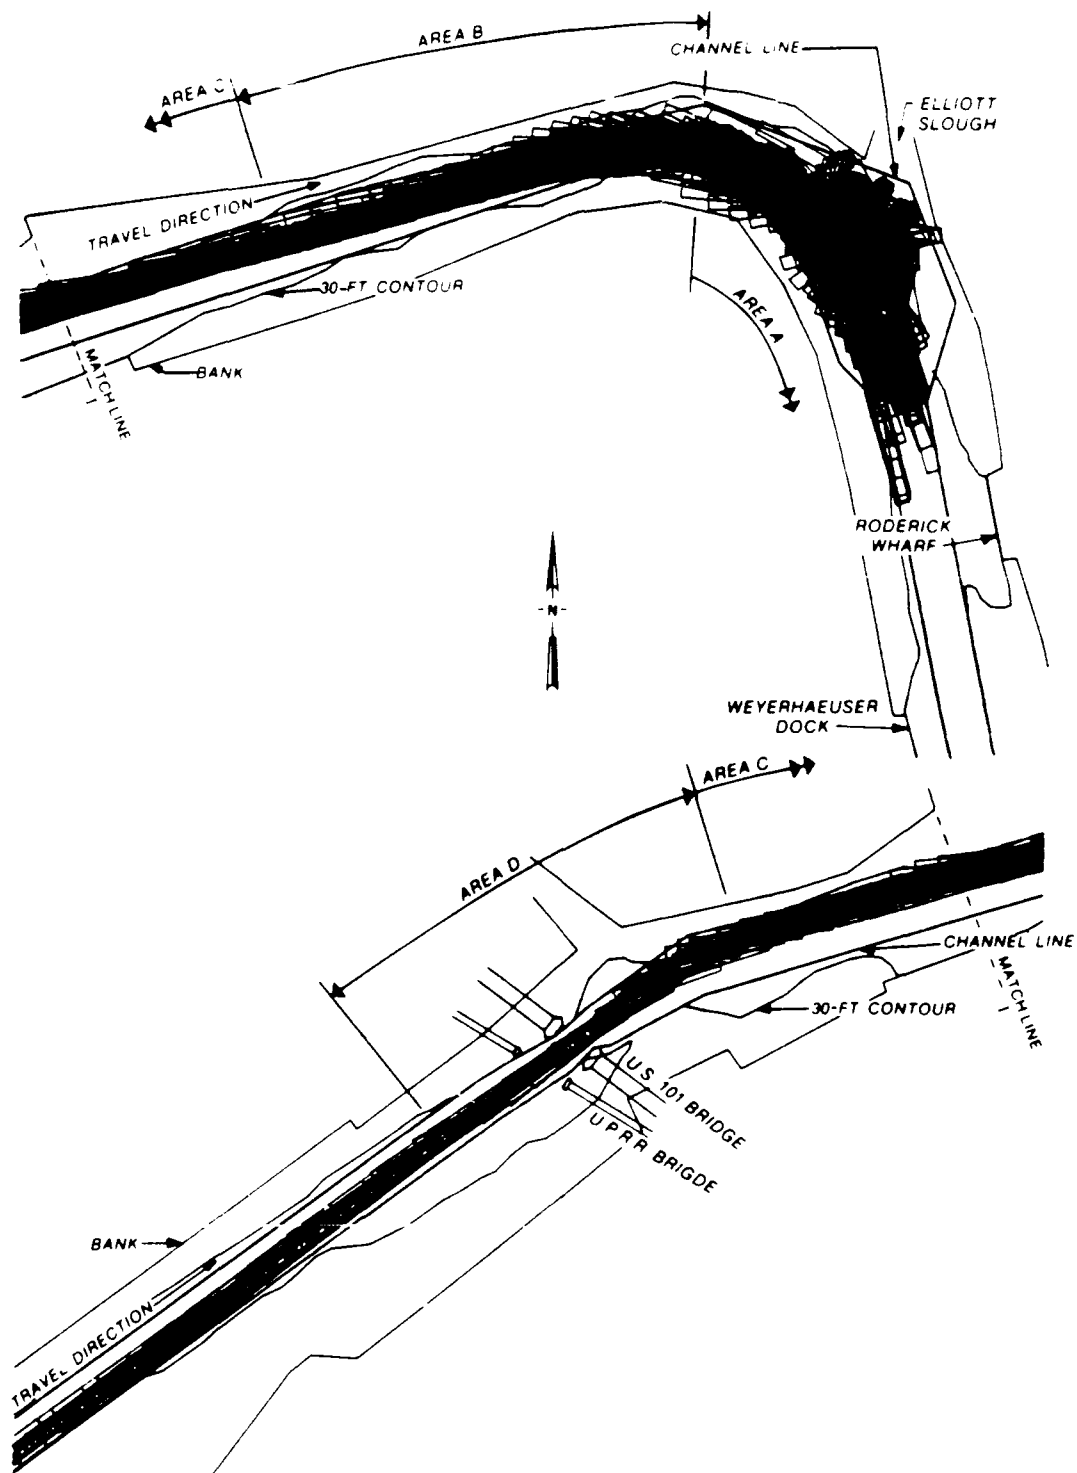 AREA B
CHANNEL LINE
AREA C
ELLIOTT
SLOUGH
TRAVEL DIRECTION
30-FT CONTOUR
AREA A
MATCH LINE
BANK
RODERICK
WHARF
N
WEYERHAEUSER
DOCK
AREA C
AREA D
CHANNEL LINE
MATCH LINE
30-FT CONTOUR
U.S. 101 BRIDGE
U P R R BRIGDE
BANK
TRAVEL DIRECTION